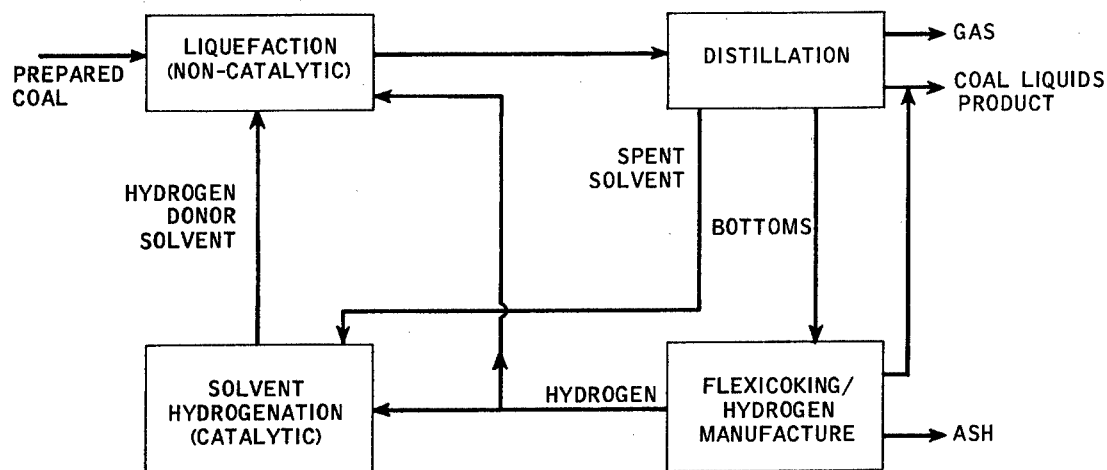 LIQUEFACTION
(NON-CATALYTIC)
DISTILLATION
GAS
PREPARED
COAL
COAL LIQUIDS
PRODUCT
SPENT
SOLVENT
HYDROGEN
DONOR
SOLVENT
BOTTOMS
SOLVENT
HYDROGENATION
(CATALYTIC)
HYDROGEN
FLEXICOKING/
HYDROGEN
MANUFACTURE
ASH